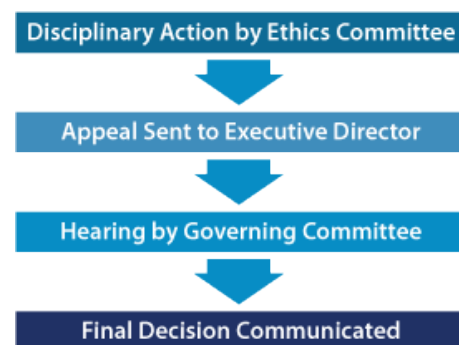 Disciplinary Action by Ethics Committee
Appeal Sent to Executive Director
Hearing by Governing Committee
Final Decision Communicated